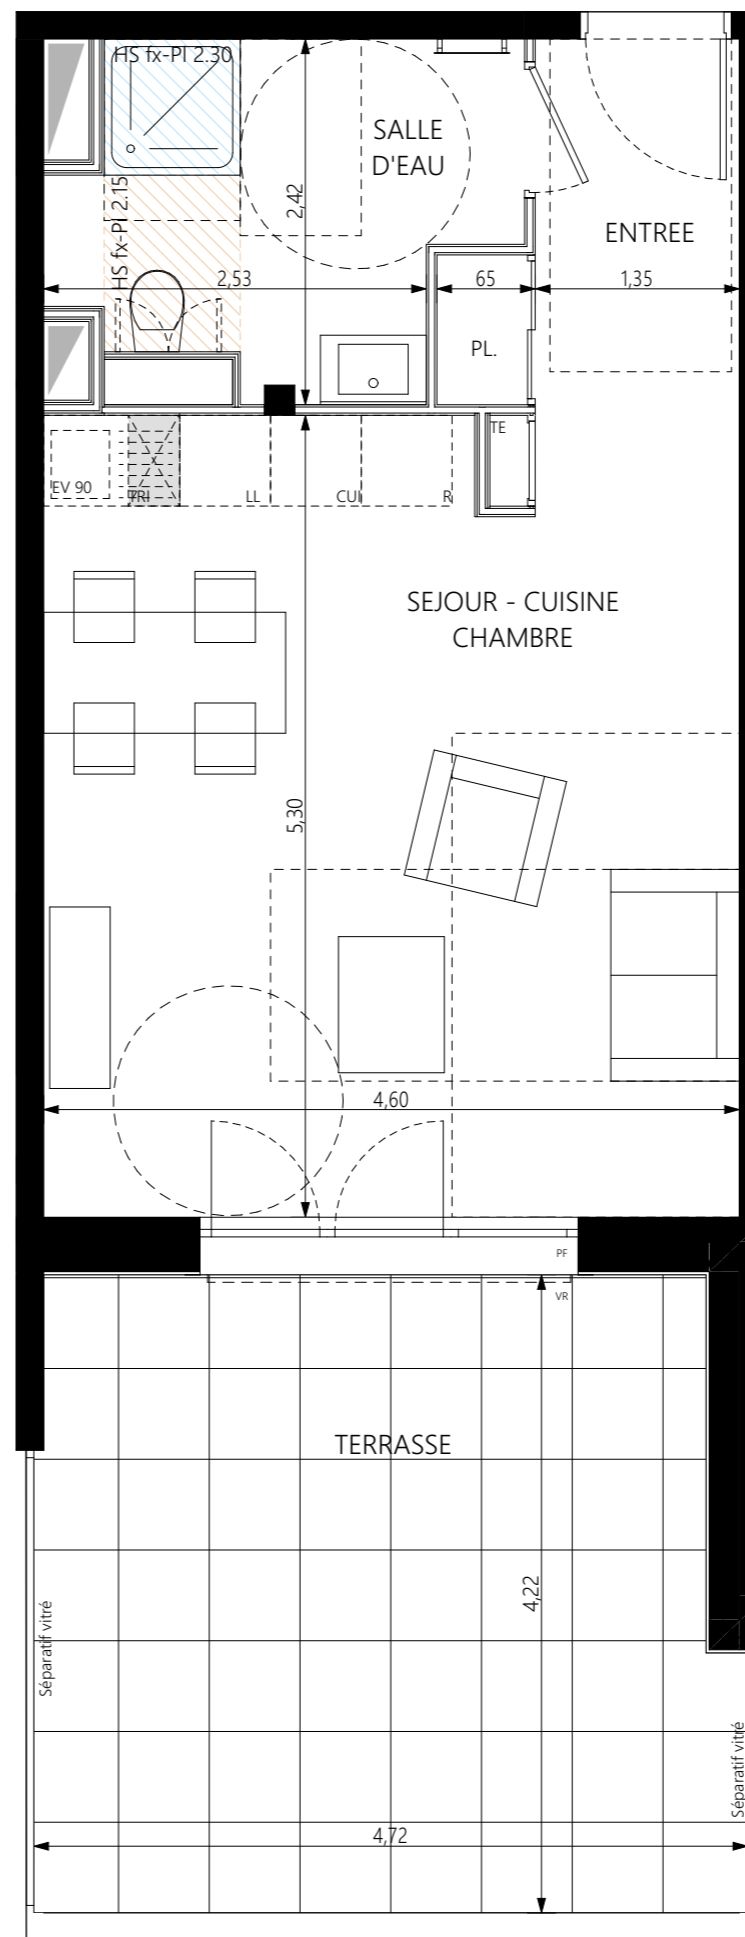 HS fx-Pl 2.30
SALLE
D'EAU
HS fx-Pl 2.15
2,42
ENTREE
2,53
65
1,35
PL.
TE
EV 90
TRI
LL
CUI
R
SEJOUR - CUISINE
CHAMBRE
5,30
4,60
PF
VR
TERRASSE
4,22
Séparatif vitré
Séparatif vitré
4,72